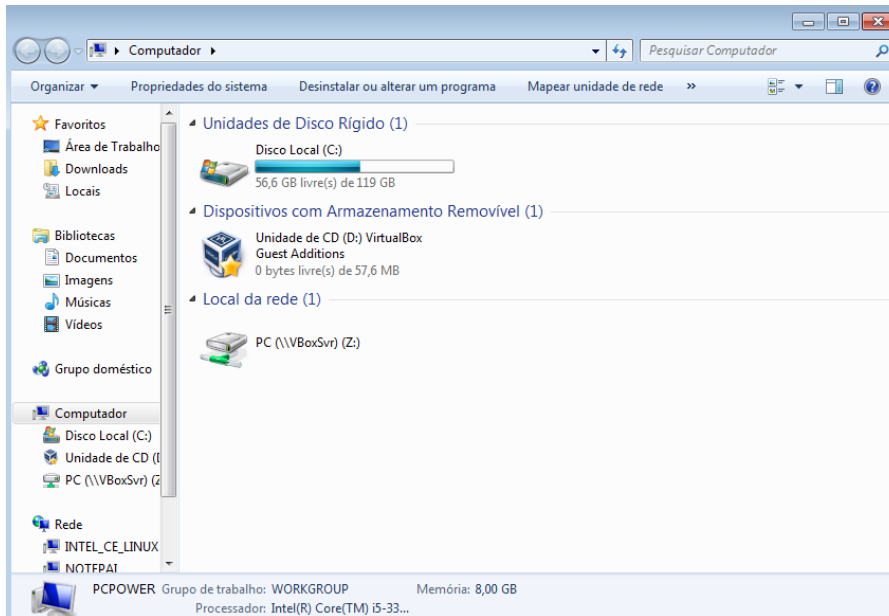 Computador
Pesquisar Computador
Organizar
Propriedades do sistema
Desinstalar ou alterar um programa
Mapear unidade de rede
»
Favoritos
Área de Trabalho
Downloads
Locais
Bibliotecas
Documentos
Imagens
Músicas
Vídeos
Grupo doméstico
Computador
Disco Local (C:)
Unidade de CD (
PC (\\VBoxSvr) (Z
Rede
INTEL_CE_LINUX
NOTEPAI
Unidades de Disco Rígido (1)
Disco Local (C:)
56,6 GB livre(s) de 119 GB
Dispositivos com Armazenamento Removível (1)
Unidade de CD (D:) VirtualBox
Guest Additions
0 bytes livre(s) de 57,6 MB
Local da rede (1)
PC (\\VBoxSvr) (Z:)
PCPOWER Grupo de trabalho: WORKGROUP Memória: 8,00 GB
Processador: Intel(R) Core(TM) i5-33...